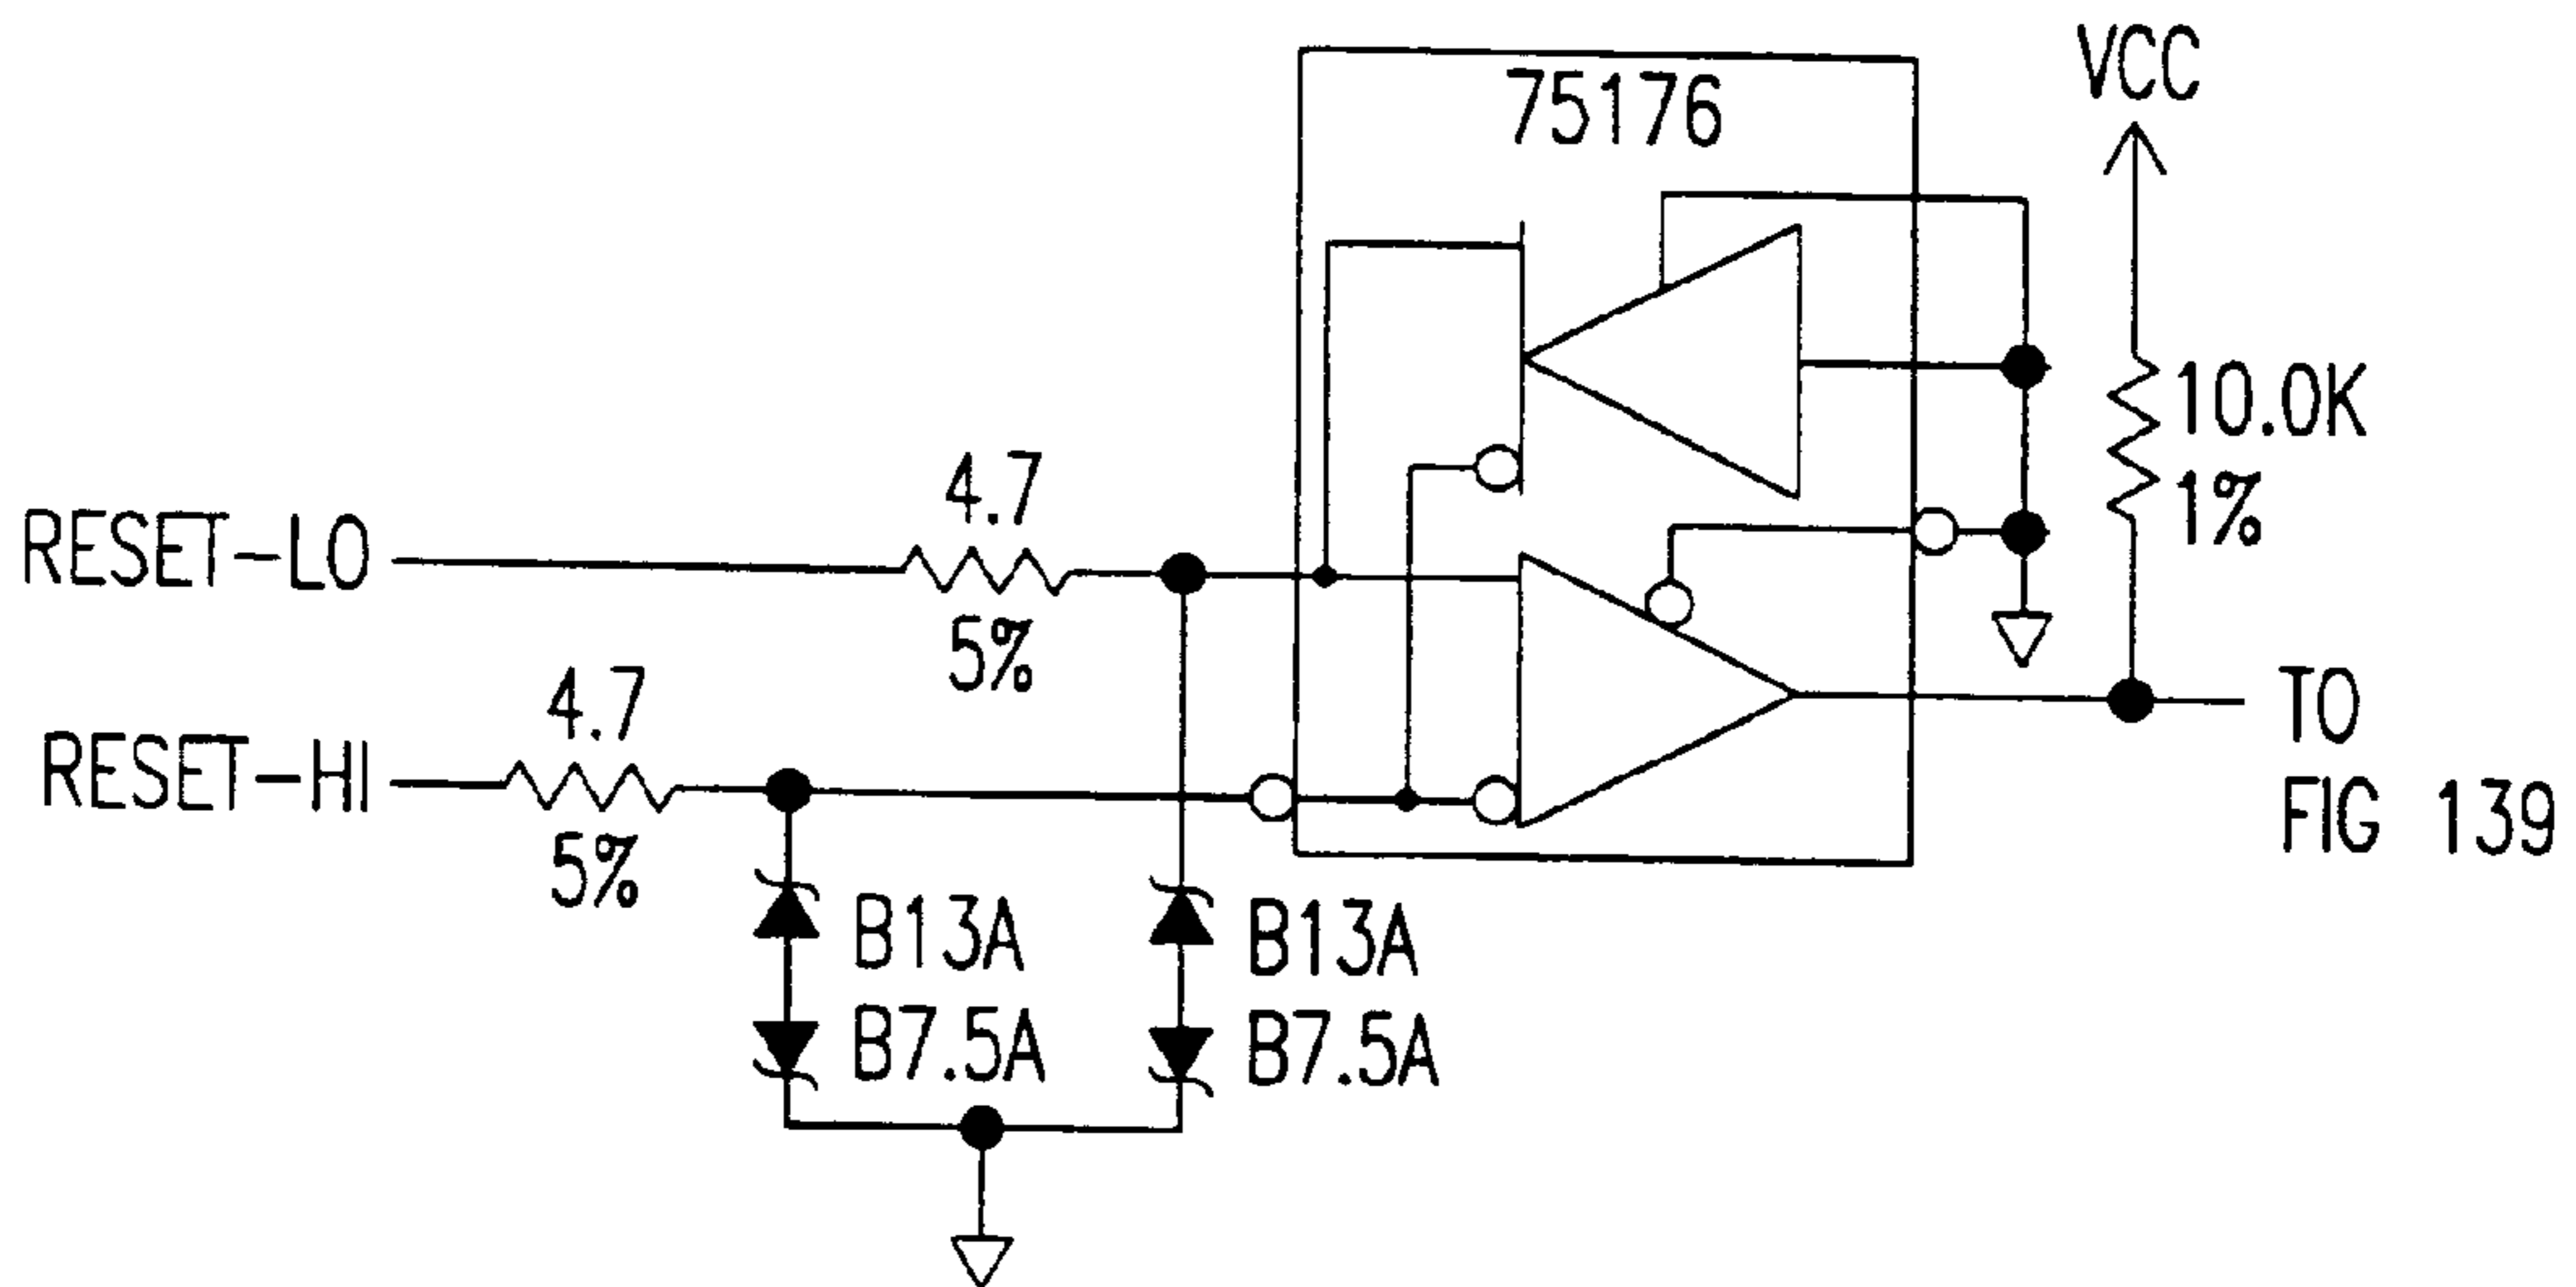 VCC
75176
10.0K
1%
4.7
RESET-LO
5%
4.7
RESET-HI
5%
TO
FIG 139
B13A
B13A
B7.5A
B7.5A